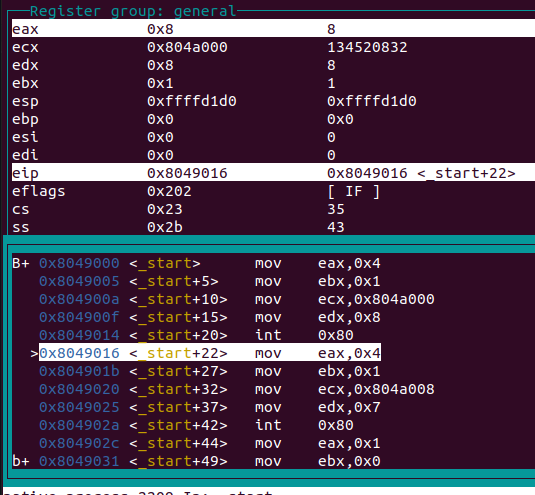 Register group: general
eax 0x8 8
ecx 0x804a000 134520832
edx 0x8 8
ebx 0x1 1
esp 0xffffd1d0 0xffffd1d0
ebp 0x0 0x0
esi 0x0 0
edi 0x0 0
eip 0x8049016 0x8049016 <_start+22>
eflags 0x202 [ IF ]
cs 0x23 35
ss 0x2b 43
B+ 0x8049000 <_start> mov eax,0x4
0x8049005 <_start+5> mov ebx,0x1
0x804900a <_start+10> mov ecx,0x804a000
0x804900f <_start+15> mov edx,0x8
0x8049014 <_start+20> int 0x80
>0x8049016 <_start+22> mov eax,0x4
0x804901b <_start+27> mov ebx,0x1
0x8049020 <_start+32> mov ecx,0x804a008
0x8049025 <_start+37> mov edx,0x7
0x804902a <_start+42> int 0x80
0x804902c <_start+44> mov eax,0x1
b+ 0x8049031 <_start+49> mov ebx,0x0